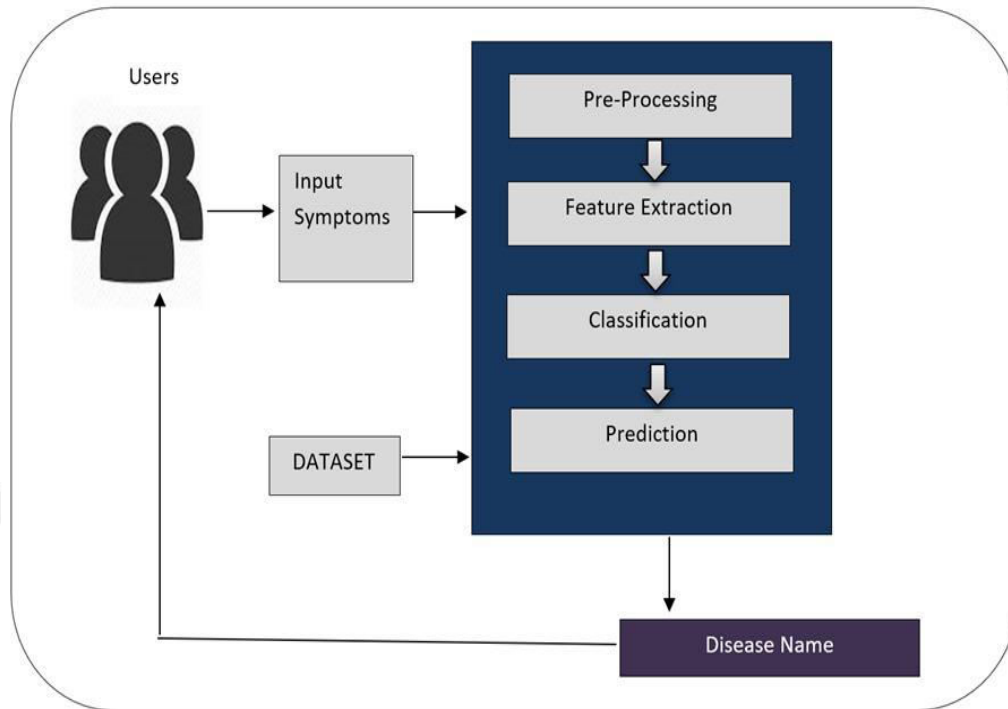 Users
Input
Symptoms
Pre-Processing
Feature Extraction
Classification
Prediction
DATASET
Disease Name